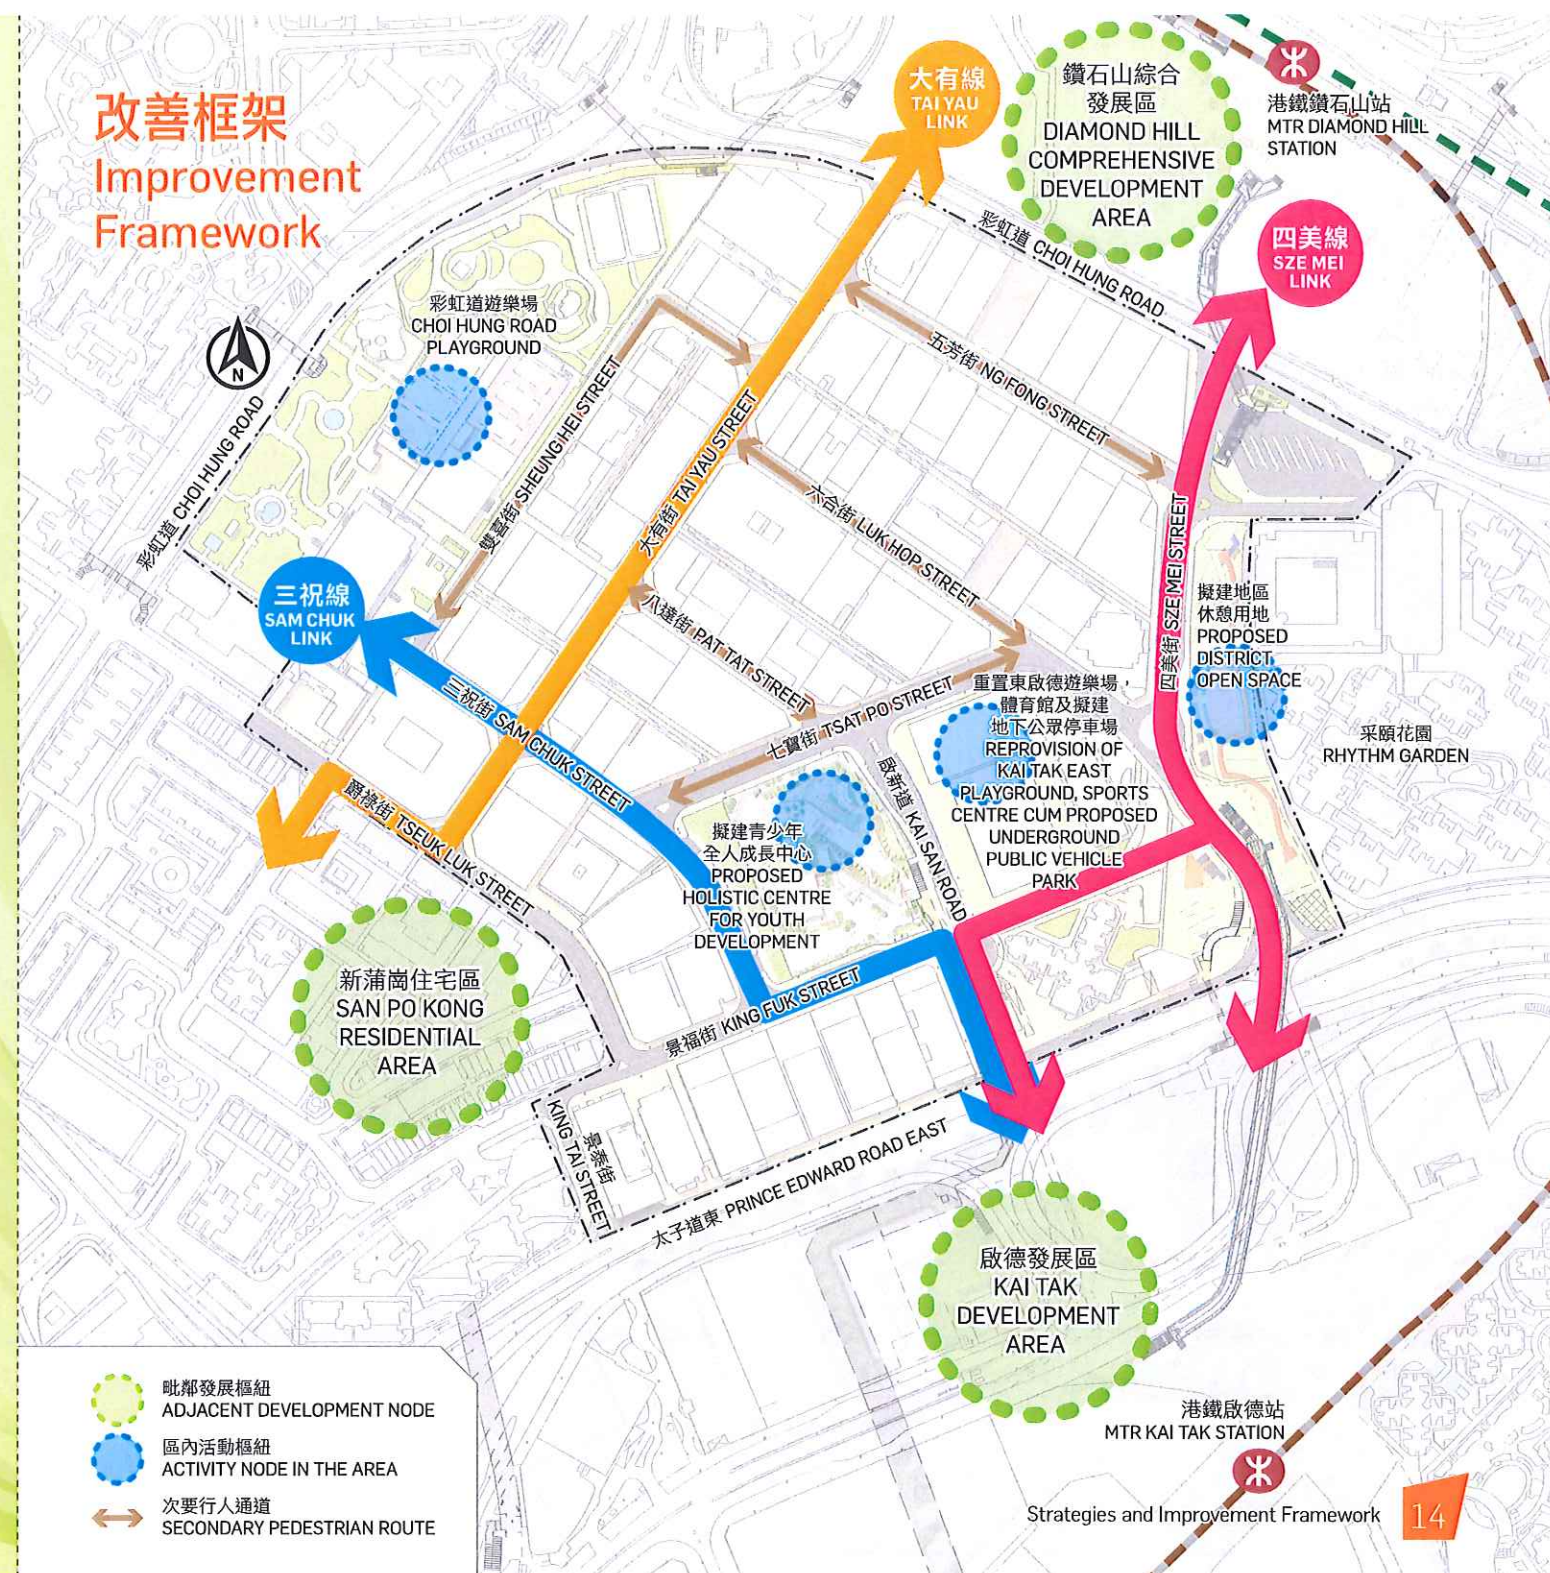 改善框架
Improvement
Framework
大有線
TAI YAU
LINK
鑽石山綜合
發展區
DIAMOND HILL
COMPREHENSIVE
DEVELOPMENT
AREA
港鐵鑽石山站
MTR DIAMOND HILL
STATION
四美線
SZE MEI
LINK
彩虹道 CHOI HUNG ROAD
彩虹道遊樂場
CHOI HUNG ROAD
PLAYGROUND
N
彩虹道 CHOI HUNG ROAD
雙喜街 SHEUNG HEI STREET
大有街 TAI YAU STREET
五芳街 NG FONG STREET
六合街 LUK HOP STREET
八達街 PAT TAT STREET
四美街 SZE MEI STREET
三祝線
SAM CHUK
LINK
三祝街 SAM CHUK STREET
七寶街 TSAT PO STREET
擬建地區
休憩用地
PROPOSED
DISTRICT
OPEN SPACE
重置東啟德遊樂場，
體育館及擬建
地下公眾停車場
REPROVISION OF
KAI TAK EAST
PLAYGROUND, SPORTS
CENTRE CUM PROPOSED
UNDERGROUND
PUBLIC VEHICLE
PARK
采頤花園
RHYTHM GARDEN
爵祿街 TSEUK LUK STREET
擬建青少年
全人成長中心
PROPOSED
HOLISTIC CENTRE
FOR YOUTH
DEVELOPMENT
啟新道 KAI SAN ROAD
新蒲崗住宅區
SAN PO KONG
RESIDENTIAL
AREA
景福街 KING FUK STREET
景泰街
KING TAI STREET
太子道東 PRINCE EDWARD ROAD EAST
啟德發展區
KAI TAK
DEVELOPMENT
AREA
港鐵啟德站
MTR KAI TAK STATION
毗鄰發展樞紐
ADJACENT DEVELOPMENT NODE
區內活動樞紐
ACTIVITY NODE IN THE AREA
次要行人通道
SECONDARY PEDESTRIAN ROUTE
Strategies and Improvement Framework 14